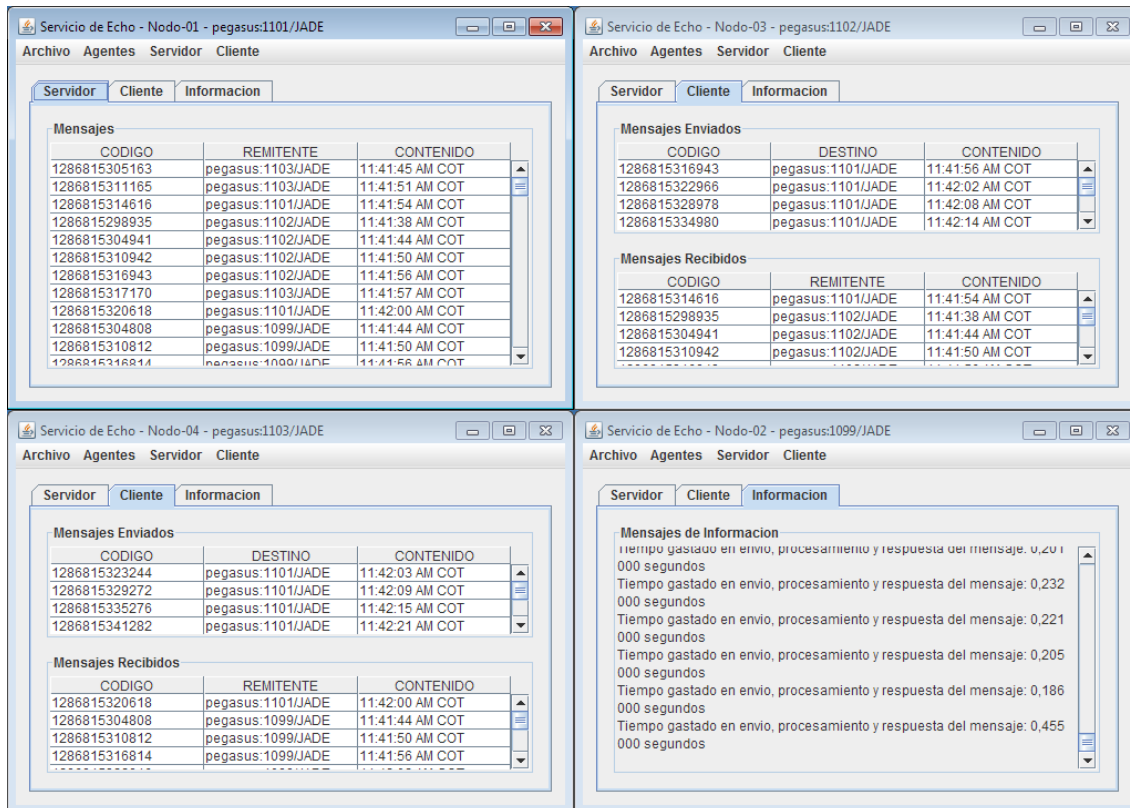 Servicio de Echo - Nodo-01 - pegasus:1101/JADE
Archivo Agentes Servidor Cliente
Servidor Cliente Informacion
Mensajes
CODIGO REMITENTE CONTENIDO
1286815305163 pegasus:1103/JADE 11:41:45 AM COT
1286815311165 pegasus:1103/JADE 11:41:51 AM COT
1286815314616 pegasus:1101/JADE 11:41:54 AM COT
1286815298935 pegasus:1102/JADE 11:41:38 AM COT
1286815304941 pegasus:1102/JADE 11:41:44 AM COT
1286815310942 pegasus:1102/JADE 11:41:50 AM COT
1286815316943 pegasus:1102/JADE 11:41:56 AM COT
1286815317170 pegasus:1103/JADE 11:41:57 AM COT
1286815320618 pegasus:1101/JADE 11:42:00 AM COT
1286815304808 pegasus:1099/JADE 11:41:44 AM COT
1286815310812 pegasus:1099/JADE 11:41:50 AM COT
1286815316814 pegasus:1099/JADE 11:41:56 AM COT
Servicio de Echo - Nodo-03 - pegasus:1102/JADE
Archivo Agentes Servidor Cliente
Servidor Cliente Informacion
Mensajes Enviados
CODIGO DESTINO CONTENIDO
1286815316943 pegasus:1101/JADE 11:41:56 AM COT
1286815322966 pegasus:1101/JADE 11:42:02 AM COT
1286815328978 pegasus:1101/JADE 11:42:08 AM COT
1286815334980 pegasus:1101/JADE 11:42:14 AM COT
Mensajes Recibidos
CODIGO REMITENTE CONTENIDO
1286815314616 pegasus:1101/JADE 11:41:54 AM COT
1286815298935 pegasus:1102/JADE 11:41:38 AM COT
1286815304941 pegasus:1102/JADE 11:41:44 AM COT
1286815310942 pegasus:1102/JADE 11:41:50 AM COT
Servicio de Echo - Nodo-04 - pegasus:1103/JADE
Archivo Agentes Servidor Cliente
Servidor Cliente Informacion
Mensajes Enviados
CODIGO DESTINO CONTENIDO
1286815323244 pegasus:1101/JADE 11:42:03 AM COT
1286815329272 pegasus:1101/JADE 11:42:09 AM COT
1286815335276 pegasus:1101/JADE 11:42:15 AM COT
1286815341282 pegasus:1101/JADE 11:42:21 AM COT
Mensajes Recibidos
CODIGO REMITENTE CONTENIDO
1286815320618 pegasus:1101/JADE 11:42:00 AM COT
1286815304808 pegasus:1099/JADE 11:41:44 AM COT
1286815310812 pegasus:1099/JADE 11:41:50 AM COT
1286815316814 pegasus:1099/JADE 11:41:56 AM COT
Servicio de Echo - Nodo-02 - pegasus:1099/JADE
Archivo Agentes Servidor Cliente
Servidor Cliente Informacion
Mensajes de Informacion
Tiempo gastado en envio, procesamiento y respuesta del mensaje: 0,201
000 segundos
Tiempo gastado en envio, procesamiento y respuesta del mensaje: 0,232
000 segundos
Tiempo gastado en envio, procesamiento y respuesta del mensaje: 0,221
000 segundos
Tiempo gastado en envio, procesamiento y respuesta del mensaje: 0,205
000 segundos
Tiempo gastado en envio, procesamiento y respuesta del mensaje: 0,186
000 segundos
Tiempo gastado en envio, procesamiento y respuesta del mensaje: 0,455
000 segundos